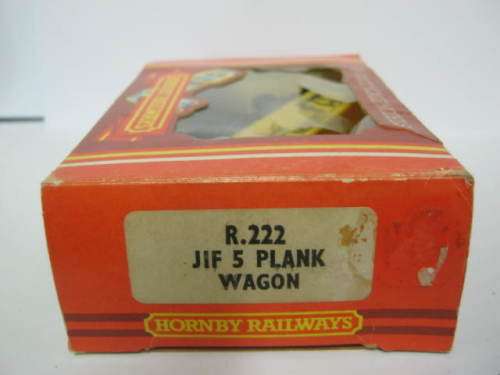 R.222
JIF 5 PLANK
WAGON
HORNBY RAILWAYS